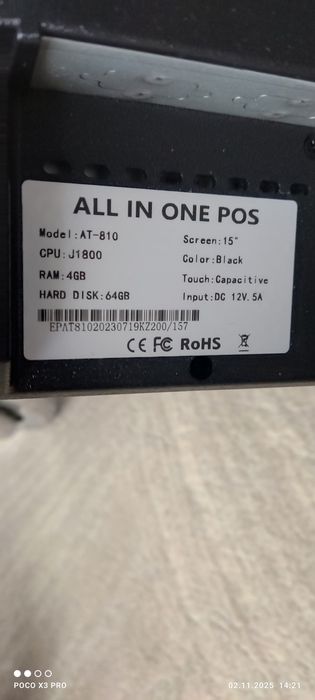 ALL IN ONE POS
Model:AT-810
Screen:15"
CPU: J1800
Color:Black
RAM:4GB
Touch:Capacitive
HARD DISK:64GB
Input:DC 12V. 5A
EPAT81020230719KZ200/157
CE FC RoHS
POCO X3 PRO
02.11.2025 14:21